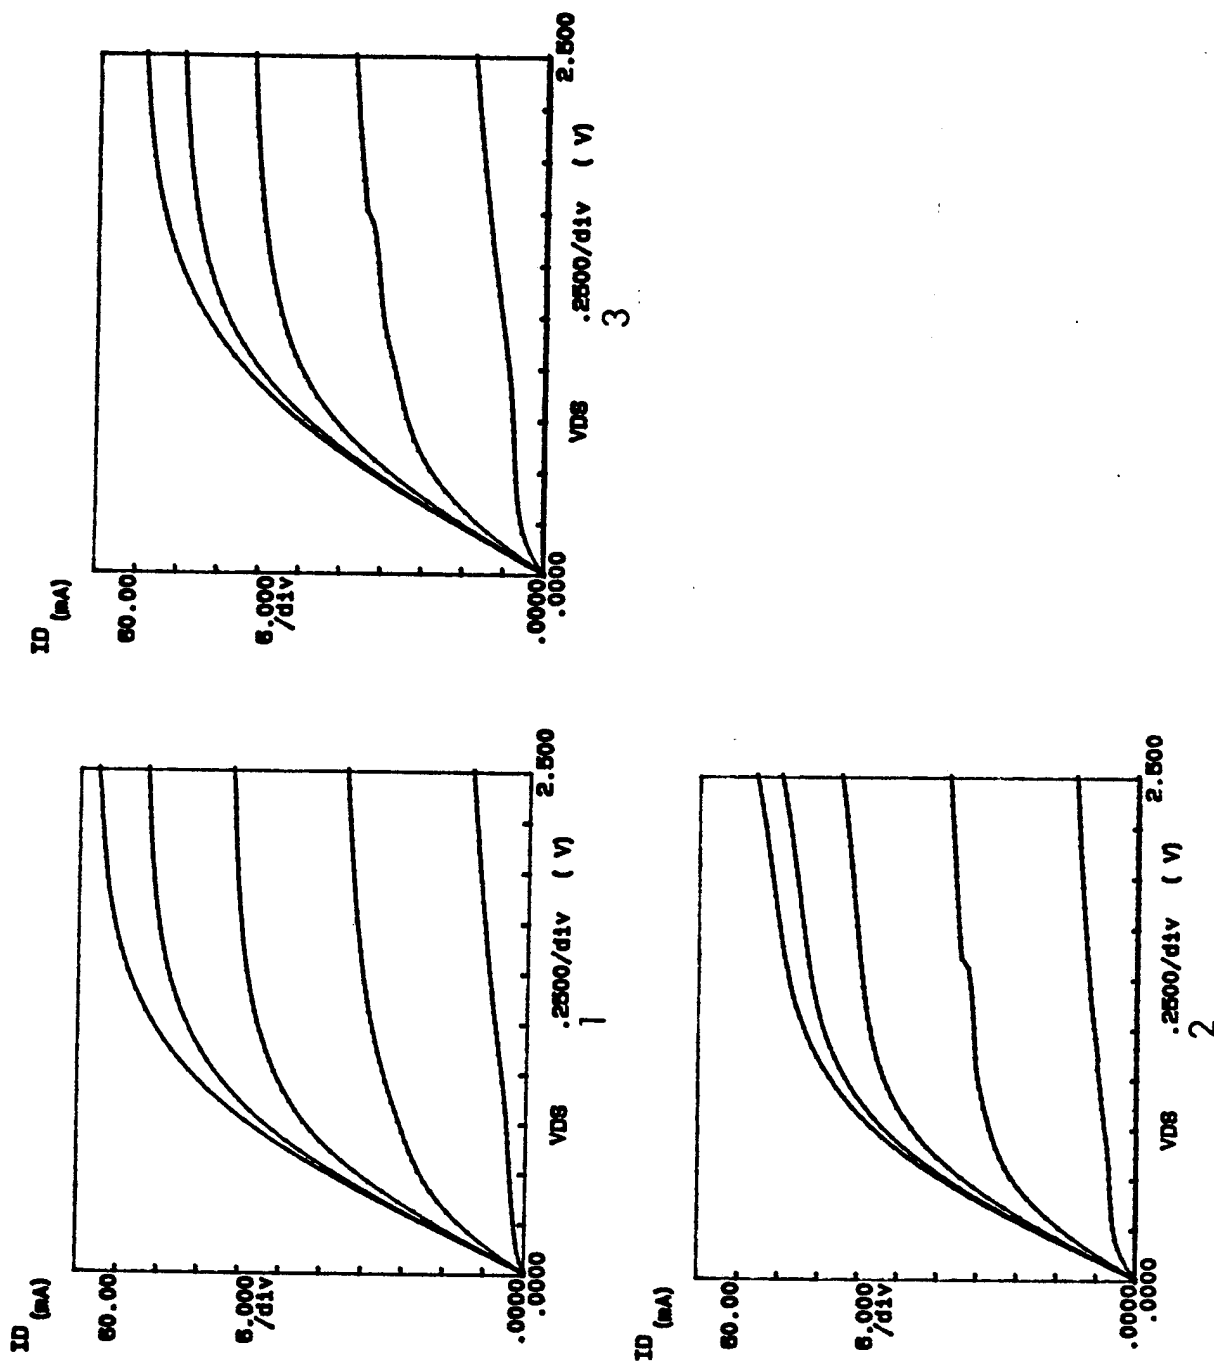 ID
(mA)
60.00
6.000
/div
.0000
.0000
VDS .2500/div ( V)
2.500
1
ID
(mA)
60.00
6.000
/div
.0000
.0000
VDS .2500/div ( V)
2.500
2
ID
(mA)
60.00
6.000
/div
.0000
.0000
VDS .2500/div ( V)
2.500
3